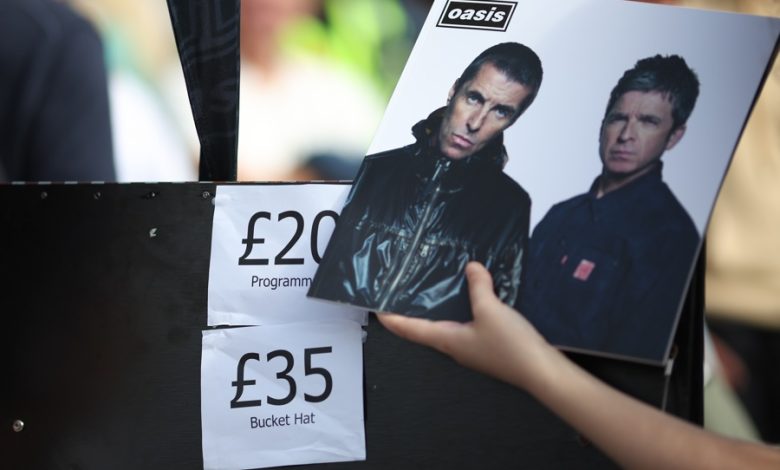 oasis
£20
Programm
£35
Bucket Hat